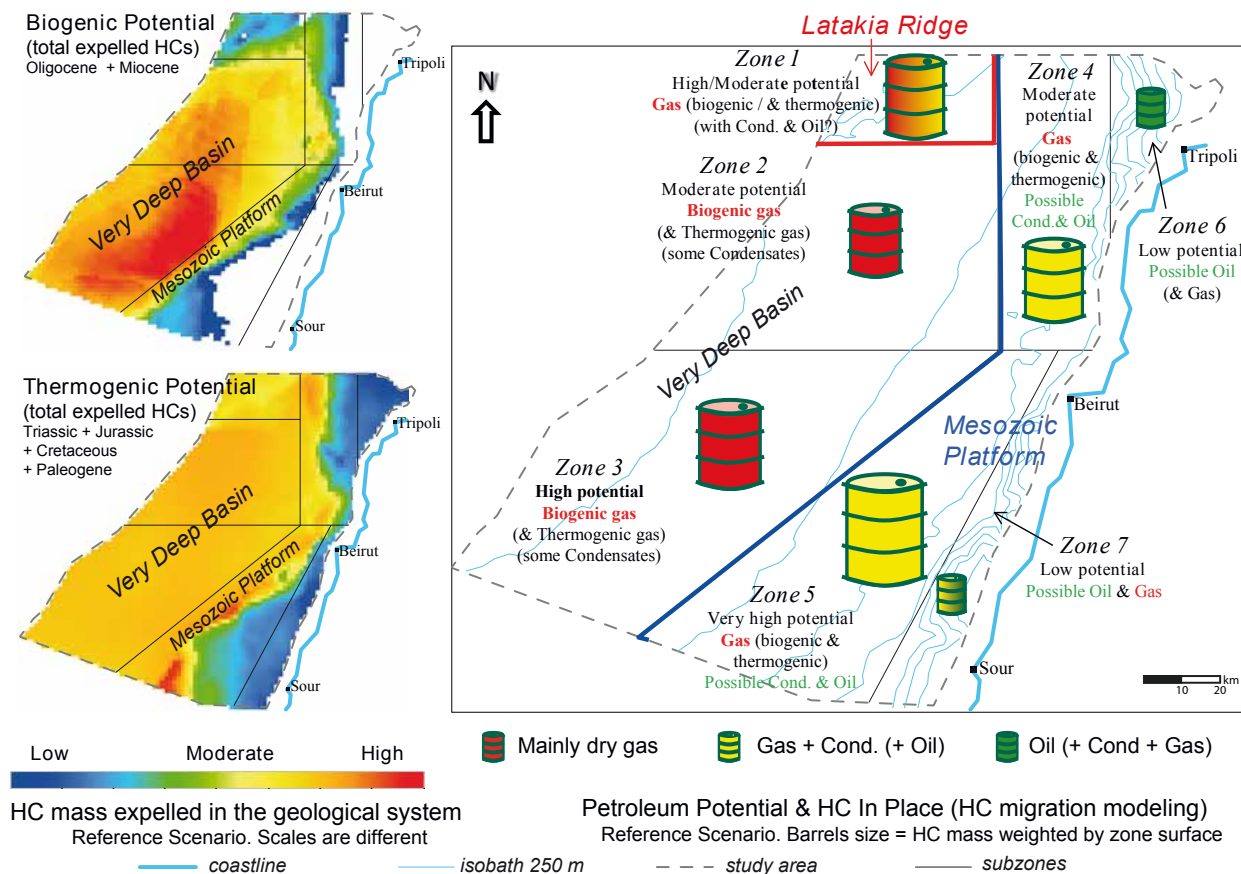 Biogenic Potential
(total expelled HCs)
Oligocene + Miocene
Tripoli
Very Deep Basin
Beirut
Mesozoic Platform
Sour
Thermogenic Potential
(total expelled HCs)
Triassic + Jurassic
+ Cretaceous
+ Paleogene
Tripoli
Very Deep Basin
Beirut
Mesozoic Platform
Sour
Low Moderate High
HC mass expelled in the geological system
Reference Scenario. Scales are different
Latakia Ridge
N
Zone 1
High/Moderate potential
Gas (biogenic / & thermogenic)
(with Cond. & Oil?)
Zone 4
Moderate
potential
Gas
(biogenic &
thermogenic)
Possible
Cond.& Oil
Tripoli
Zone 2
Moderate potential
Biogenic gas
(& Thermogenic gas)
(some Condensates)
Zone 6
Low potential
Possible Oil
(& Gas)
Very Deep Basin
Beirut
Mesozoic
Platform
Zone 3
High potential
Biogenic gas
(& Thermogenic gas)
(some Condensates)
Zone 7
Low potential
Possible Oil & Gas
Zone 5
Very high potential
Gas (biogenic &
thermogenic)
Possible Cond. & Oil
Sour
km
10 20
Mainly dry gas
Gas + Cond. (+ Oil)
Oil (+ Cond + Gas)
Petroleum Potential & HC In Place (HC migration modeling)
Reference Scenario. Barrels size = HC mass weighted by zone surface
coastline
isobath 250 m
study area
subzones